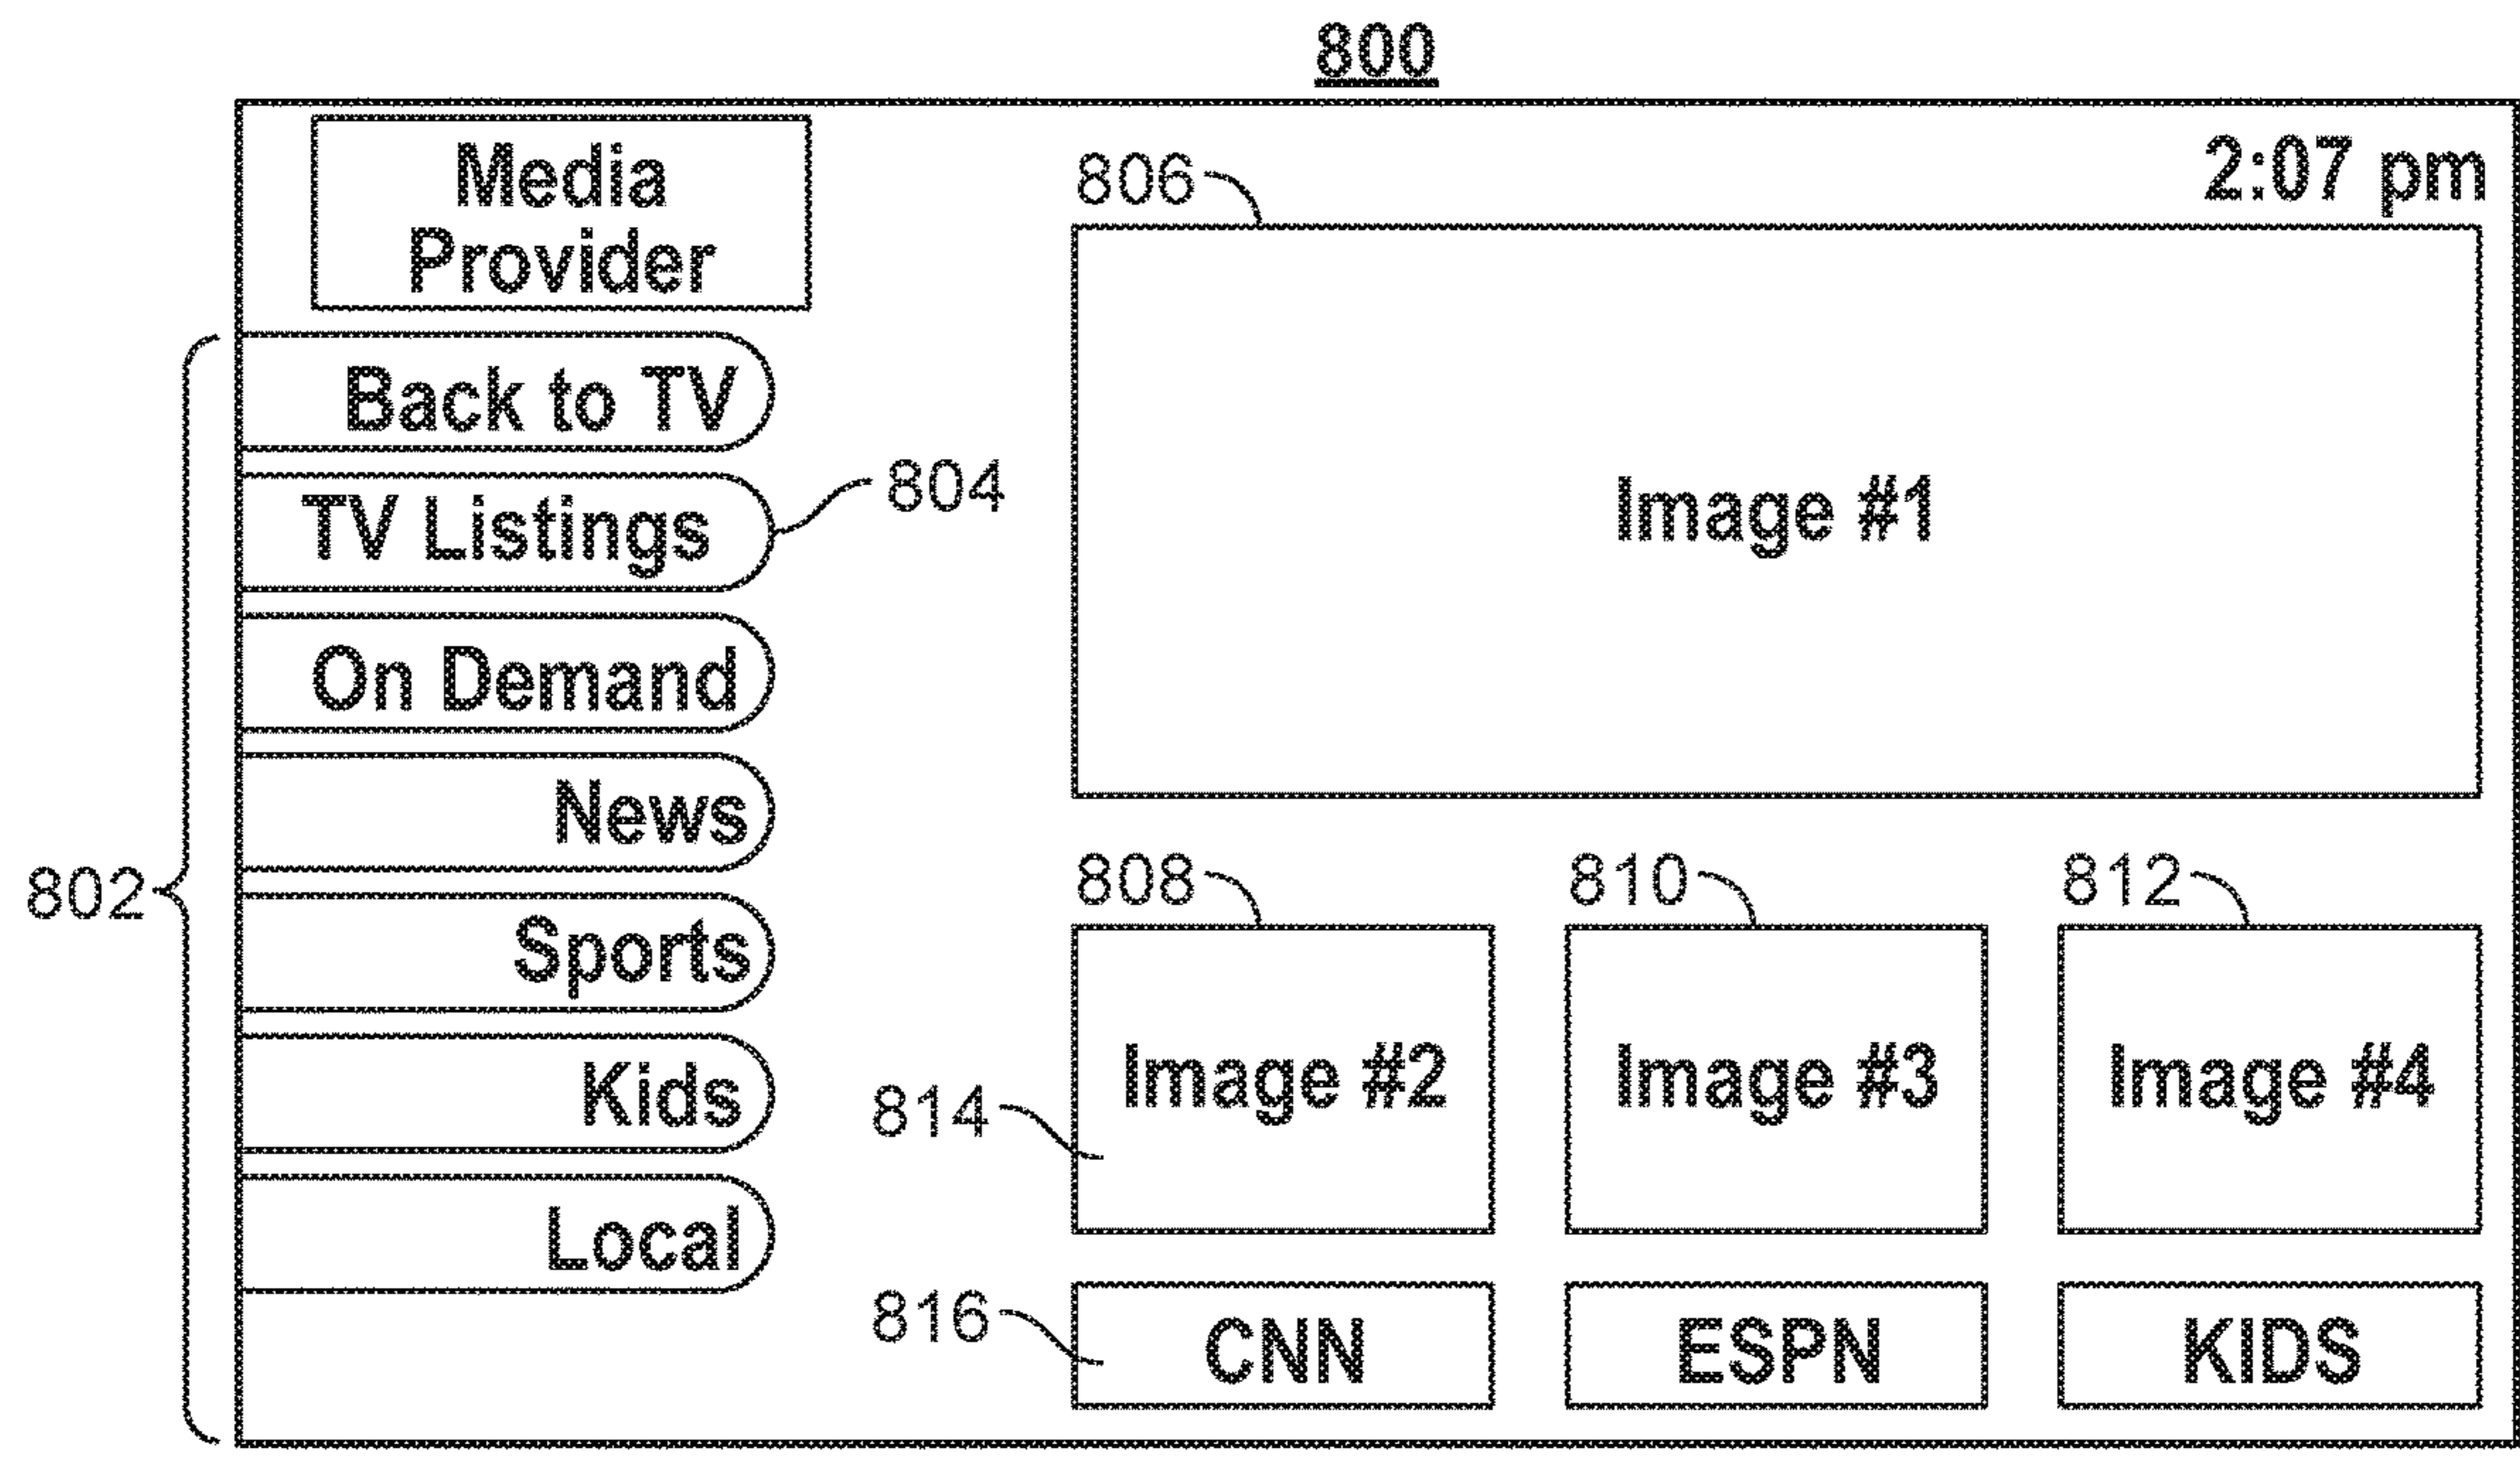 800
Media
Provider
2:07 pm
806
Back to TV
TV Listings
804
Image #1
On Demand
News
802
Sports
Kids
Local
808
810
812
Image #2
Image #3
Image #4
814
816
CNN
ESPN
KIDS